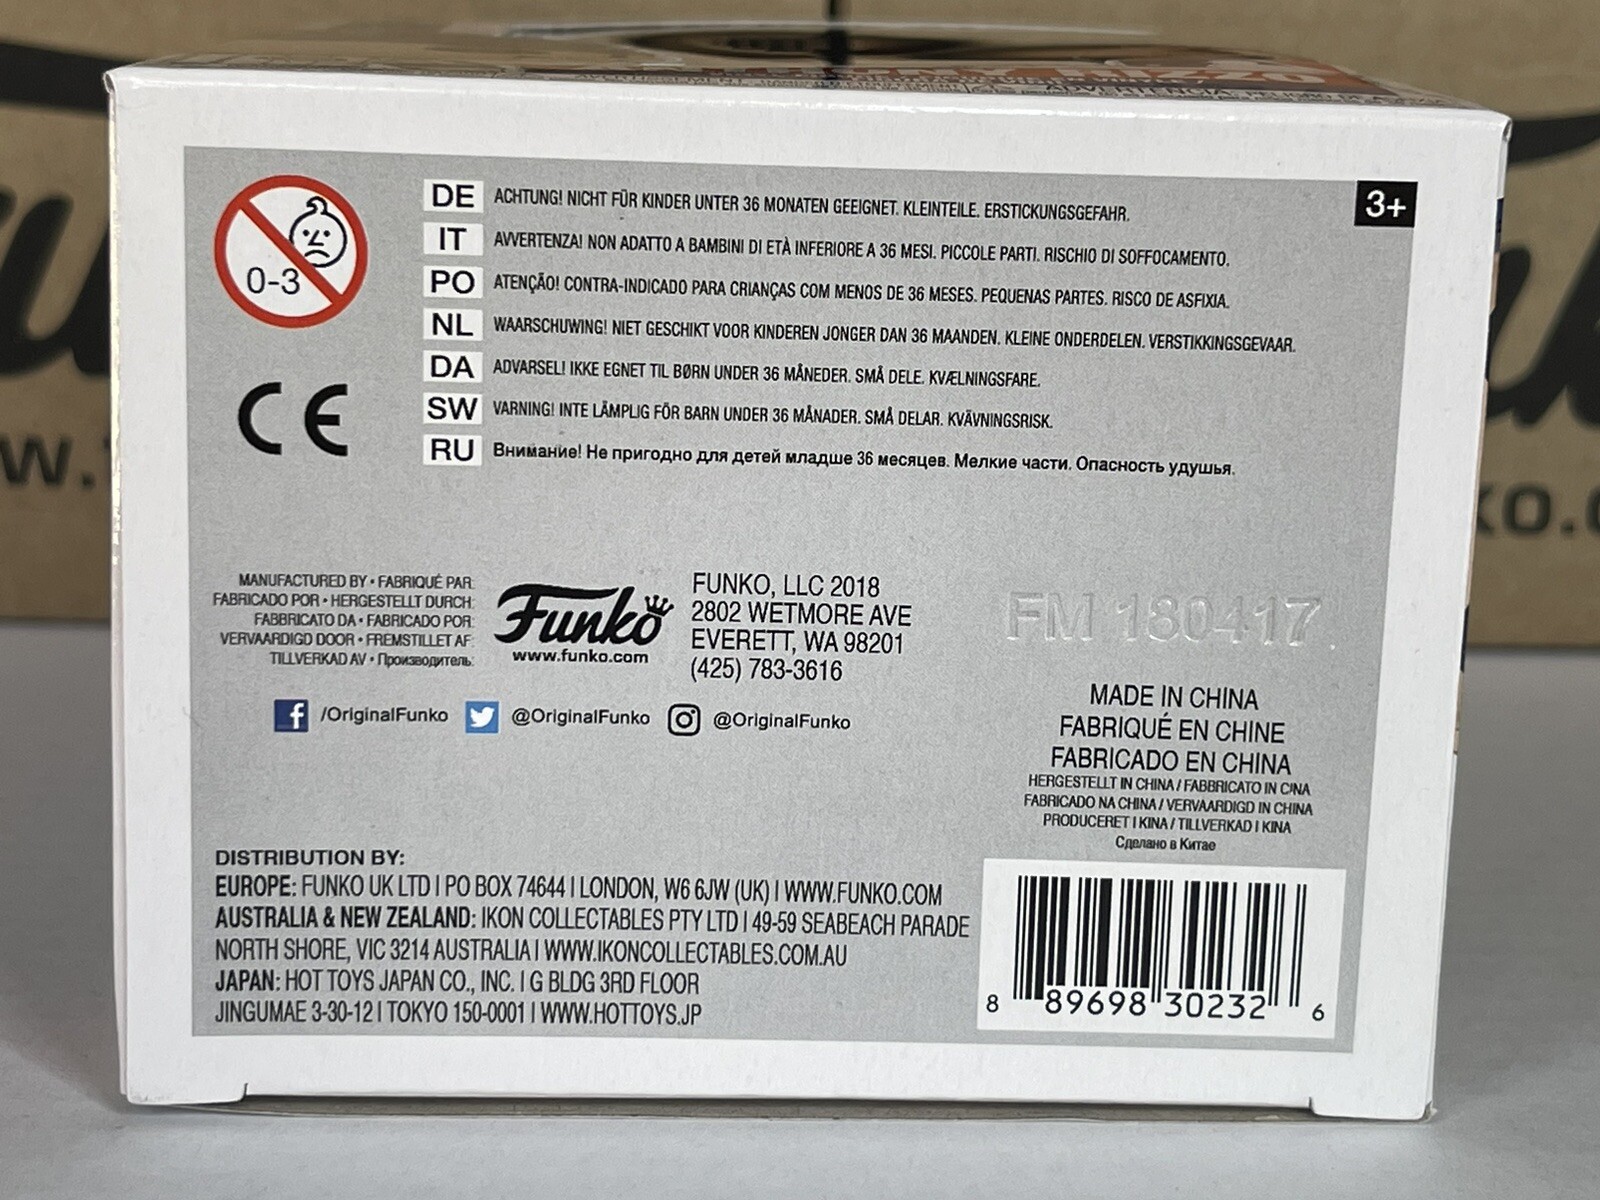 RIZZO
ADVERTENCIA
0-3
3+
DE ACHTUNG! NICHT FÜR KINDER UNTER 36 MONATEN GEEIGNET. KLEINTEILE. ERSTICKUNGSGEFAHR.
IT AVVERTENZA! NON ADATTO A BAMBINI DI ETÀ INFERIORE A 36 MESI. PICCOLE PARTI. RISCHIO DI SOFFOCAMENTO.
PO ATENÇÃO! CONTRA-INDICADO PARA CRIANÇAS COM MENOS DE 36 MESES. PEQUENAS PARTES. RISCO DE ASFIXIA.
NL WAARSCHUWING! NIET GESCHIKT VOOR KINDEREN JONGER DAN 36 MAANDEN. KLEINE ONDERDELEN. VERSTIKKINGSGEVAAR.
DA ADVARSEL! IKKE EGNET TIL BØRN UNDER 36 MÅNEDER. SMÅ DELE. KVÆLNINGSFARE.
SW VARNING! INTE LÄMPLIG FÖR BARN UNDER 36 MÅNADER. SMÅ DELAR. KVÄVNINGSRISK.
RU Внимание! Не пригодно для детей младше 36 месяцев. Мелкие части. Опасность удушья.
CE
MANUFACTURED BY • FABRIQUÉ PAR:
FABRICADO POR • HERGESTELLT DURCH:
FABBRICATO DA • FABRICADO POR:
VERVAARDIGD DOOR • FREMSTILLET AF:
TILLVERKAD AV • Производитель:
Funko
www.funko.com
FUNKO, LLC 2018
2802 WETMORE AVE
EVERETT, WA 98201
(425) 783-3616
FM 180417
f /OriginalFunko @OriginalFunko @OriginalFunko
MADE IN CHINA
FABRIQUÉ EN CHINE
FABRICADO EN CHINA
HERGESTELLT IN CHINA / FABBRICATO IN CINA
FABRICADO NA CHINA / VERVAARDIGD IN CHINA
PRODUCERET I KINA / TILLVERKAD I KINA
Сделано в Китае
DISTRIBUTION BY:
EUROPE: FUNKO UK LTD | PO BOX 74644 | LONDON, W6 6JW (UK) | WWW.FUNKO.COM
AUSTRALIA & NEW ZEALAND: IKON COLLECTABLES PTY LTD | 49-59 SEABEACH PARADE
NORTH SHORE, VIC 3214 AUSTRALIA | WWW.IKONCOLLECTABLES.COM.AU
JAPAN: HOT TOYS JAPAN CO., INC. | G BLDG 3RD FLOOR
JINGUMAE 3-30-12 | TOKYO 150-0001 | WWW.HOTTOYS.JP
8 89698 30232 6